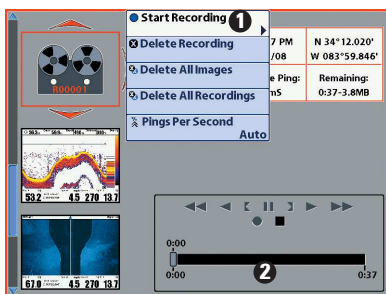 Start Recording
1
Delete Recording
Delete All Images
Delete All Recordings
Pings Per Second
Auto
7 PM
/08
N 34°12.020'
W 083°59.846'
e Ping:
mS
Remaining:
0:37-3.8MB
R00001
53.2 4.5 270 13.7
67.0 4.5 270 13.7
0:00
0:00
2
0:37